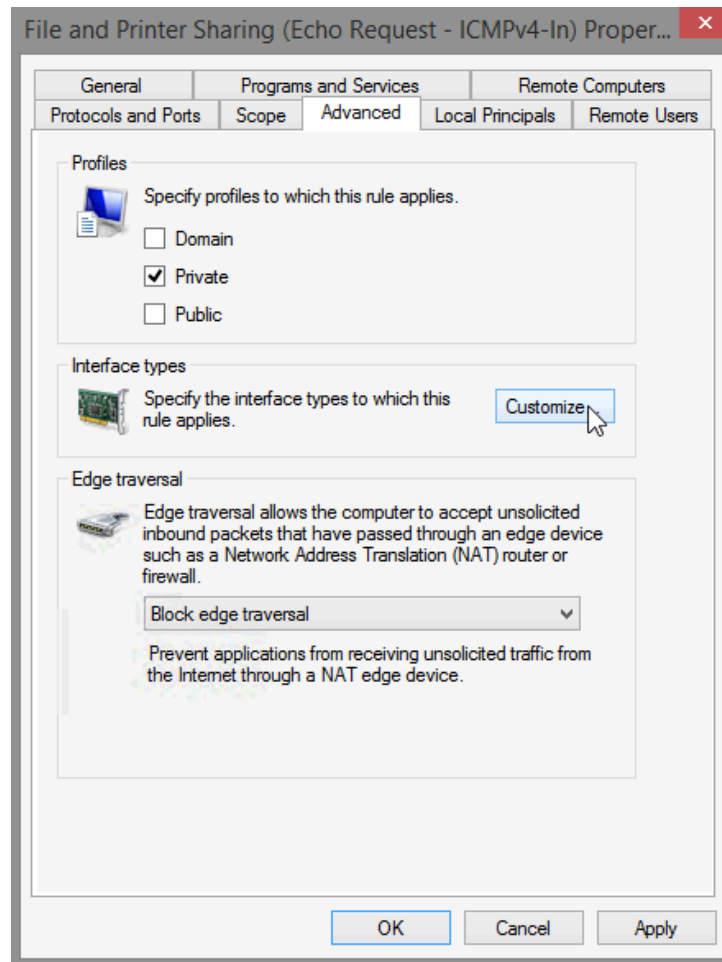 File and Printer Sharing (Echo Request - ICMPv4-In) Proper...
General
Programs and Services
Remote Computers
Protocols and Ports
Scope
Advanced
Local Principals
Remote Users
Profiles
Specify profiles to which this rule applies.
Domain
Private
Public
Interface types
Specify the interface types to which this
rule applies.
Customize...
Edge traversal
Edge traversal allows the computer to accept unsolicited
inbound packets that have passed through an edge device
such as a Network Address Translation (NAT) router or
firewall.
Block edge traversal
Prevent applications from receiving unsolicited traffic from
the Internet through a NAT edge device.
OK
Cancel
Apply